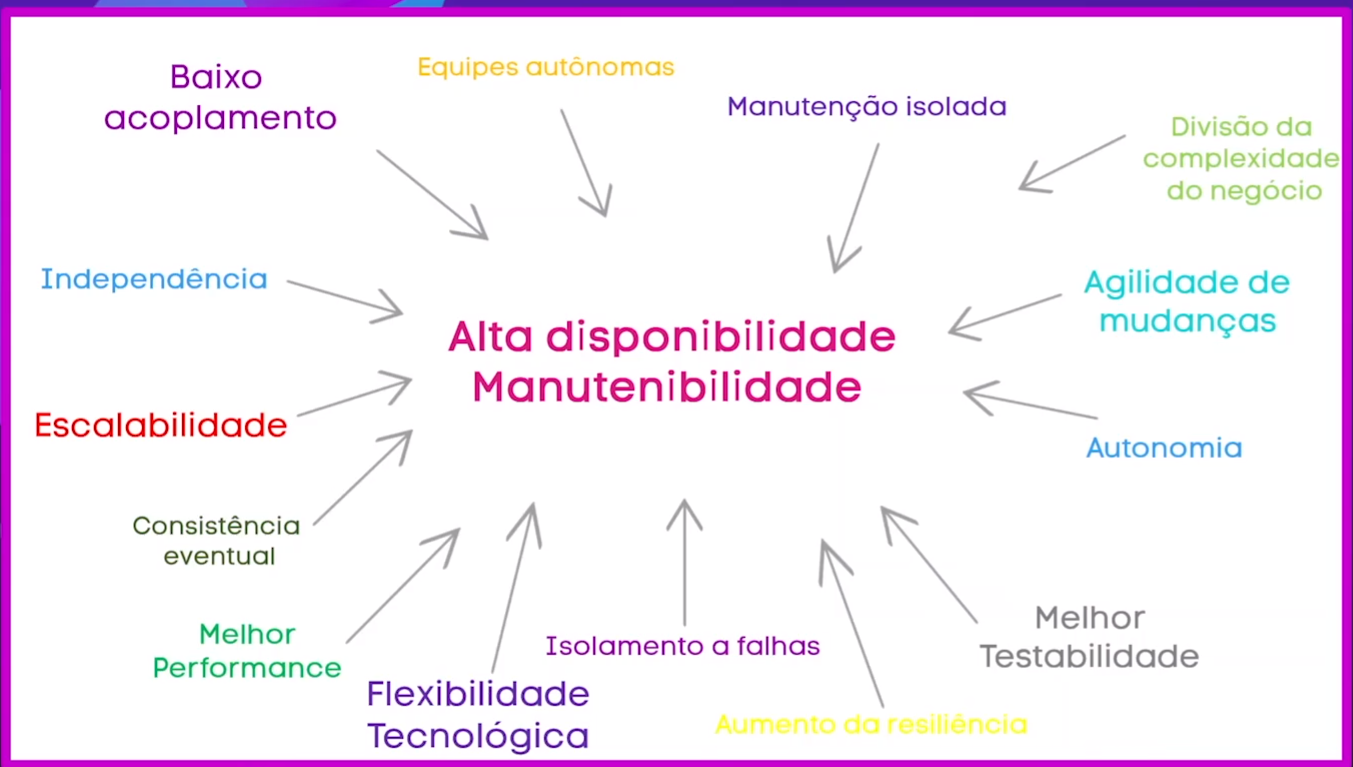 Baixo
acoplamento
Equipes autônomas
Manutenção isolada
Divisão da
complexidade
do negócio
Independência
Agilidade de
mudanças
Alta disponibilidade
Manutenibilidade
Escalabilidade
Autonomia
Consistência
eventual
Melhor
Performance
Flexibilidade
Tecnológica
Isolamento a falhas
Aumento da resiliência
Melhor
Testabilidade